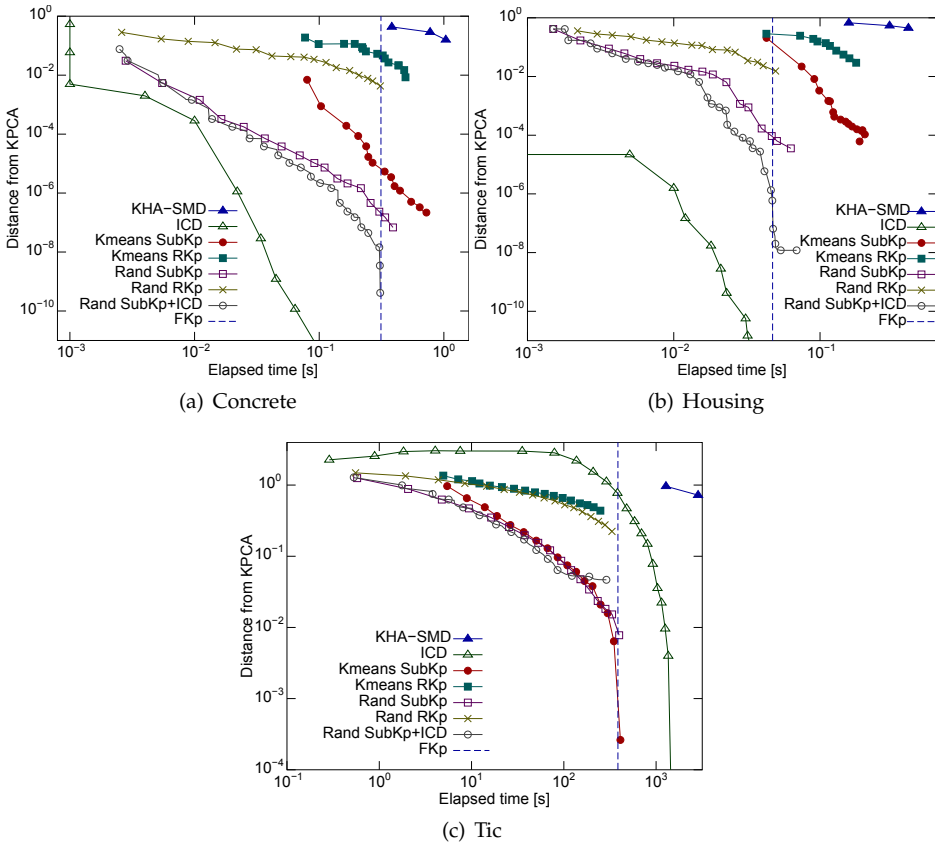 Distance from KPCA
10^0
10^−2
10^−4
10^−6
10^−8
10^−10
KHA−SMD
ICD
Kmeans SubKp
Kmeans RKp
Rand SubKp
Rand RKp
Rand SubKp+ICD
FKp
10^−3 10^−2 10^−1 10^0
Elapsed time [s]
(a) Concrete
Distance from KPCA
10^0
10^−2
10^−4
10^−6
10^−8
10^−10
KHA−SMD
ICD
Kmeans SubKp
Kmeans RKp
Rand SubKp
Rand RKp
Rand SubKp+ICD
FKp
10^−3 10^−2 10^−1
Elapsed time [s]
(b) Housing
Distance from KPCA
10^0
10^−1
10^−2
10^−3
10^−4
KHA−SMD
ICD
Kmeans SubKp
Kmeans RKp
Rand SubKp
Rand RKp
Rand SubKp+ICD
FKp
10^−1 10^0 10^1 10^2 10^3
Elapsed time [s]
(c) Tic